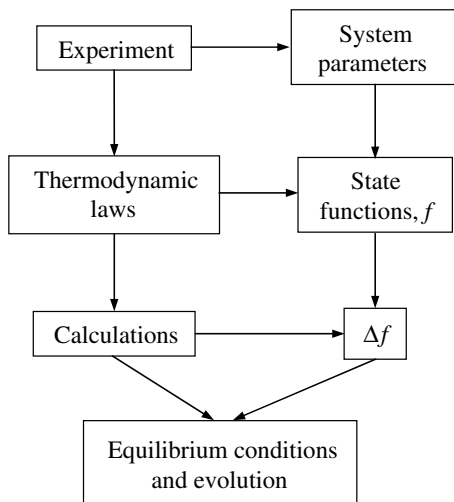 Experiment
System
parameters
Thermodynamic
laws
State
functions, f
Calculations
Δf
Equilibrium conditions
and evolution